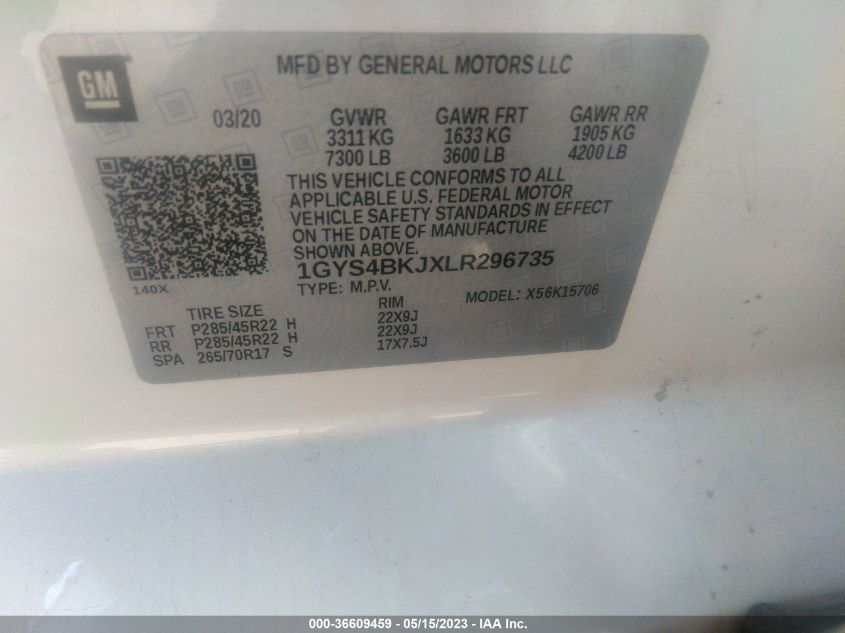 GM
MFD BY GENERAL MOTORS LLC
03/20 GVWR GAWR FRT GAWR RR
3311 KG 1633 KG 1905 KG
7300 LB 3600 LB 4200 LB
THIS VEHICLE CONFORMS TO ALL
APPLICABLE U.S. FEDERAL MOTOR
VEHICLE SAFETY STANDARDS IN EFFECT
ON THE DATE OF MANUFACTURE
SHOWN ABOVE.
1GYS4BKJXLR296735
140X
TYPE: M.P.V. MODEL: X56K15706
TIRE SIZE RIM
FRT P285/45R22 H 22X9J
RR P285/45R22 H 22X9J
SPA 265/70R17 S 17X7.5J
000-36609459 - 05/15/2023 - IAA Inc.